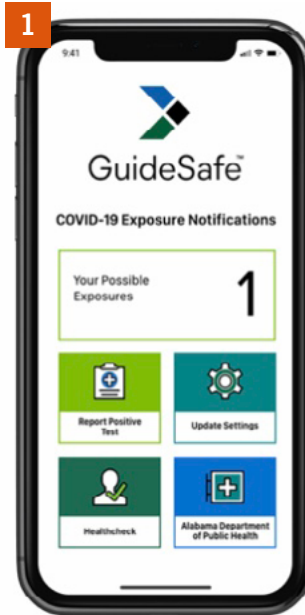 1
9:41
GuideSafe™
COVID-19 Exposure Notifications
Your Possible
Exposures
1
Report Positive
Test
Update Settings
Healthcheck
Alabama Department
of Public Health